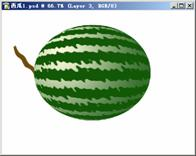 西瓜1.psd @ 66.7% (Layer 3, RGB/8)